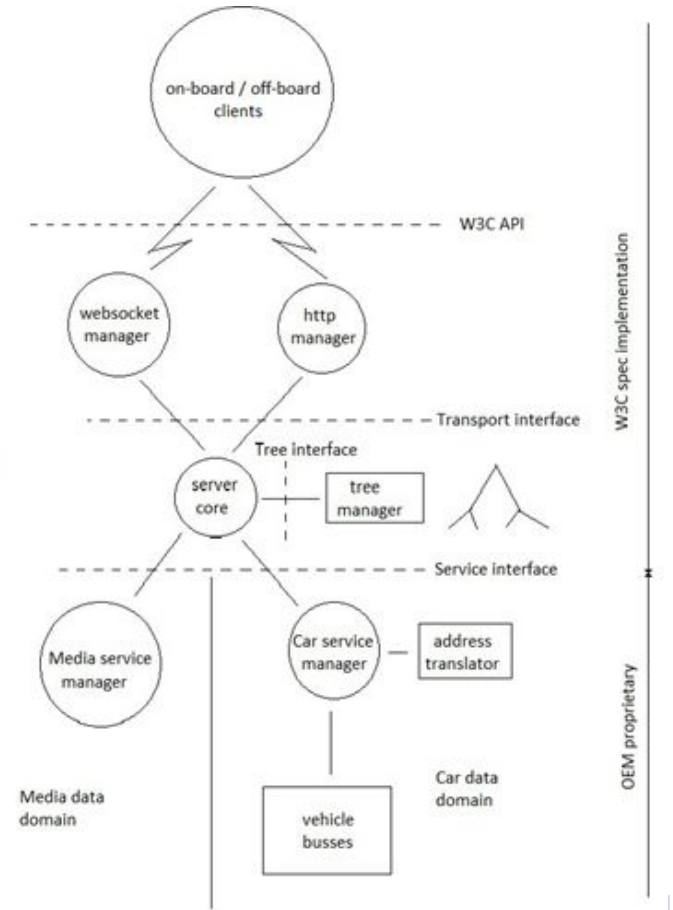 on-board / off-board
clients
W3C API
websocket
manager
http
manager
W3C spec implementation
Transport interface
Tree interface
server
core
tree
manager
Service interface
Media service
manager
Car service
manager
address
translator
OEM proprietary
Media data
domain
Car data
domain
vehicle
busses